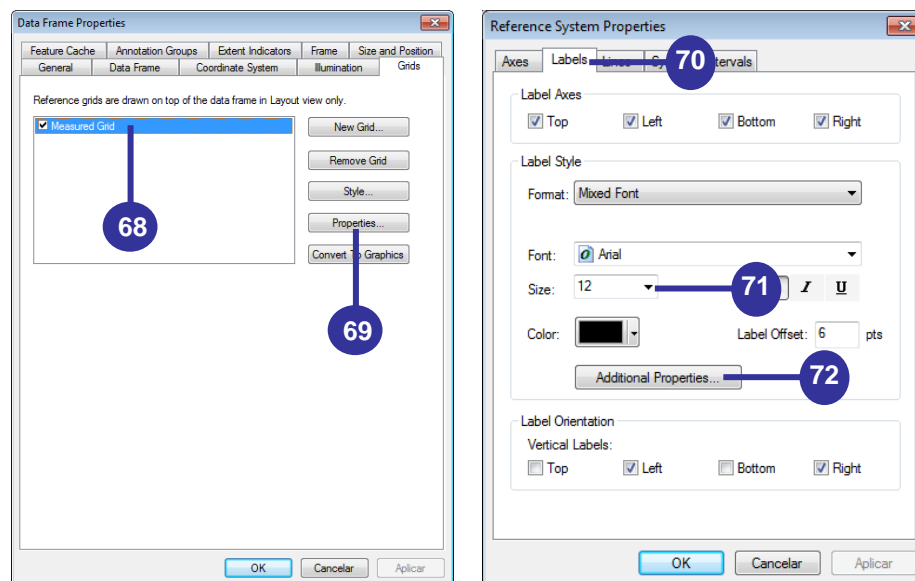 Data Frame Properties
Feature Cache Annotation Groups Extent Indicators Frame Size and Position
General Data Frame Coordinate System Illumination Grids
Reference grids are drawn on top of the data frame in Layout view only.
Measured Grid
New Grid...
Remove Grid
Style...
68
Properties...
Convert To Graphics
69
OK Cancelar Aplicar
Reference System Properties
Axes Labels 70
Label Axes
Top Left Bottom Right
Label Style
Format: Mixed Font
Font: Arial
Size: 12 71 I U
Color: Label Offset: 6 pts
Additional Properties... 72
Label Orientation
Vertical Labels:
Top Left Bottom Right
OK Cancelar Aplicar